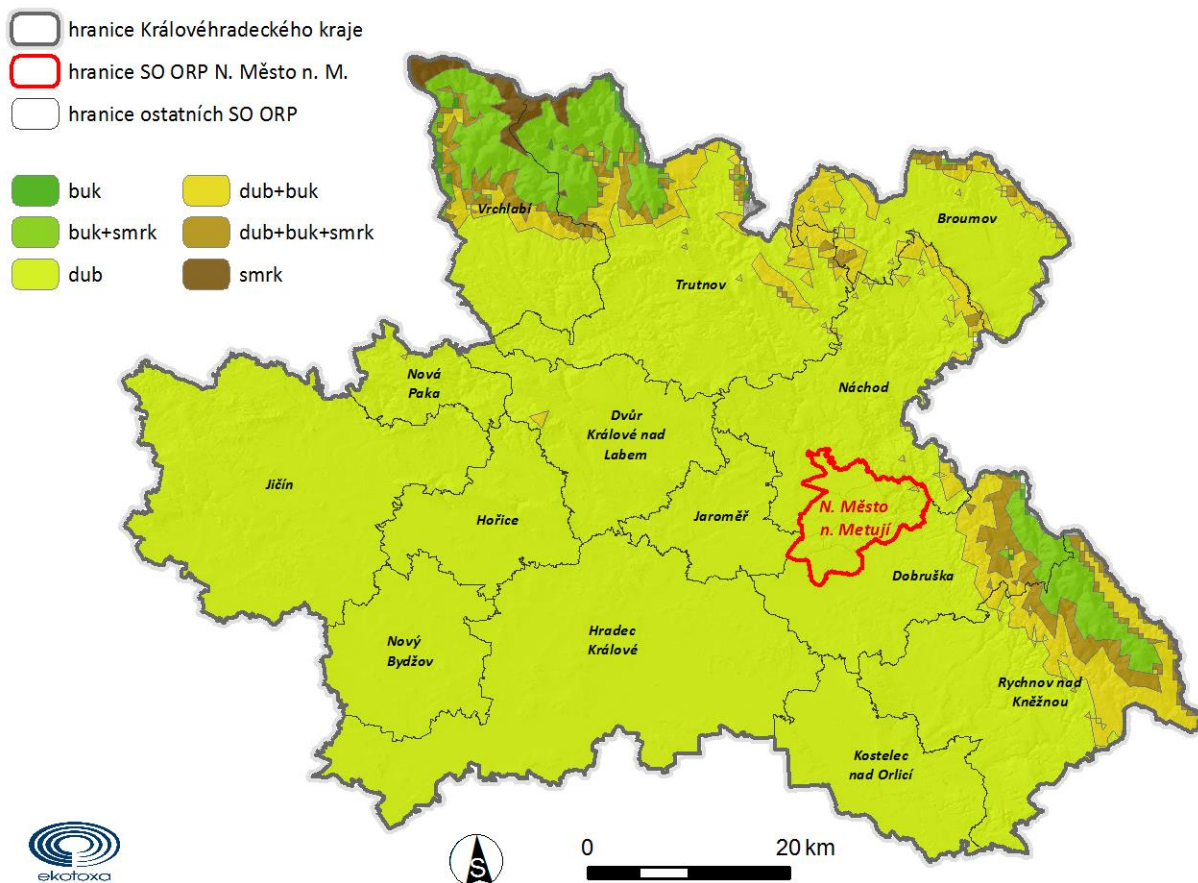 hranice Královéhradeckého kraje
hranice SO ORP N. Město n. M.
hranice ostatních SO ORP
buk
dub+buk
buk+smrk
dub+buk+smrk
dub
smrk
Vrchlabí
Broumov
Trutnov
Nová
Paka
Náchod
Dvůr
Králové nad
Labem
Jičín
Hořice
Jaroměř
N. Město
n. Metují
Dobruška
Nový
Bydžov
Hradec
Králové
Rychnov nad
Kněžnou
Kostelec
nad Orlicí
ekotoxa
S
0
20 km